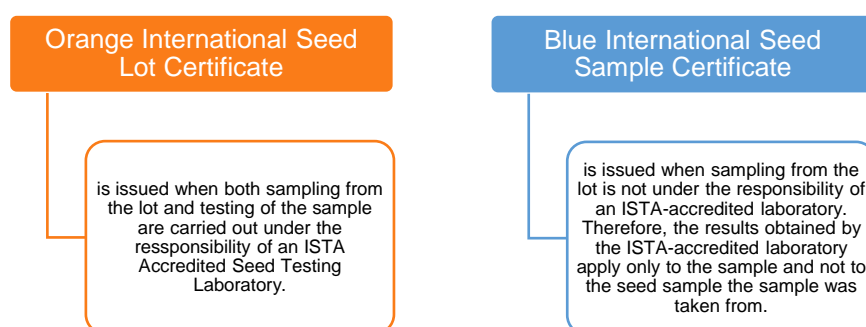 Orange International Seed
Lot Certificate
is issued when both sampling from
the lot and testing of the sample
are carried out under the
ressponsibility of an ISTA
Accredited Seed Testing
Laboratory.
Blue International Seed
Sample Certificate
is issued when sampling from the
lot is not under the responsibility of
an ISTA-accredited laboratory.
Therefore, the results obtained by
the ISTA-accredited laboratory
apply only to the sample and not to
the seed sample the sample was
taken from.